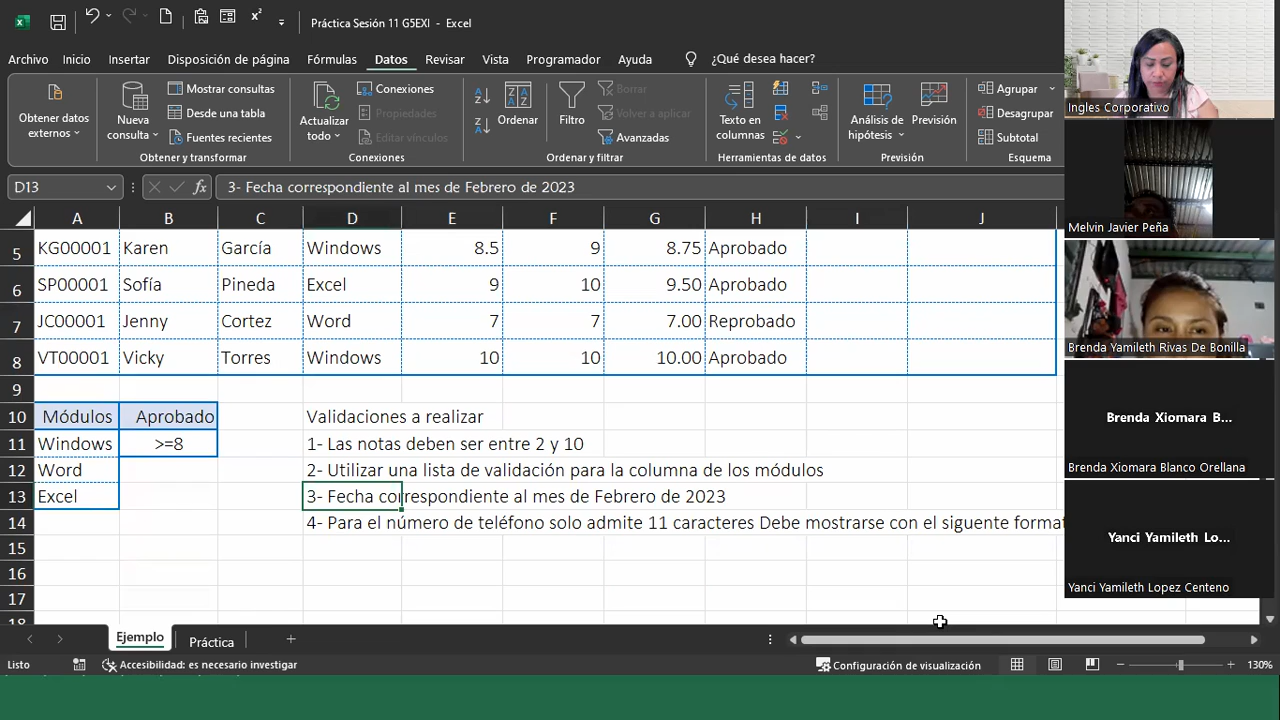 Práctica Sesión 11 G5EXI - Excel
Archivo Inicio Insertar Disposición de página Fórmulas Datos Revisar Vista Programador Ayuda ¿Qué desea hacer?
Obtener datos externos
Nueva consulta
Mostrar consultas
Desde una tabla
Fuentes recientes
Obtener y transformar
Actualizar todo
Conexiones
Propiedades
Editar vínculos
Conexiones
Ordenar
Filtro
Borrar
Volver a aplicar
Avanzadas
Ordenar y filtrar
Texto en columnas
Herramientas de datos
Análisis de hipótesis
Previsión
Previsión
Agrupar
Desagrupar
Subtotal
Esquema
D13 fx 3- Fecha correspondiente al mes de Febrero de 2023
A B C D E F G H I J
5 KG00001 Karen García Windows 8.5 9 8.75 Aprobado
6 SP00001 Sofía Pineda Excel 9 10 9.50 Aprobado
7 JC00001 Jenny Cortez Word 7 7 7.00 Reprobado
8 VT00001 Vicky Torres Windows 10 10 10.00 Aprobado
9
10 Módulos Aprobado Validaciones a realizar
11 Windows >=8 1- Las notas deben ser entre 2 y 10
12 Word 2- Utilizar una lista de validación para la columna de los módulos
13 Excel 3- Fecha correspondiente al mes de Febrero de 2023
14 4- Para el número de teléfono solo admite 11 caracteres Debe mostrarse con el siguente format
15
16
17
18
Ejemplo Práctica
Listo Accesibilidad: es necesario investigar Configuración de visualización 130%
Ingles Corporativo
Melvin Javier Peña
Brenda Yamileth Rivas De Bonilla
Brenda Xiomara B...
Brenda Xiomara Blanco Orellana
Yanci Yamileth Lo...
Yanci Yamileth Lopez Centeno